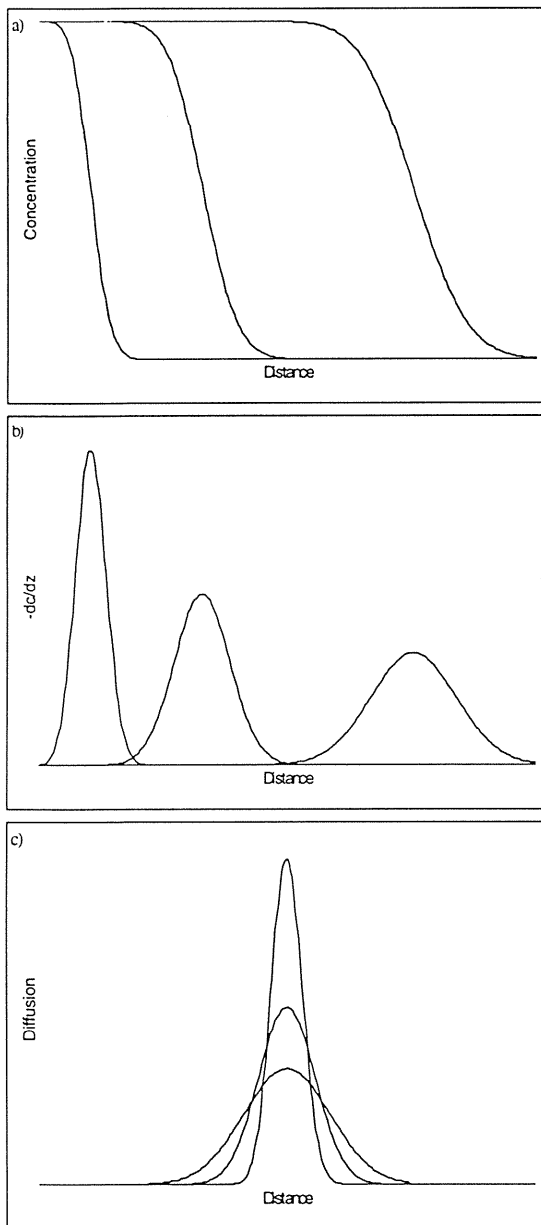 a)
Concentration
Distance
b)
-dc/dz
Distance
c)
Diffusion
Distance